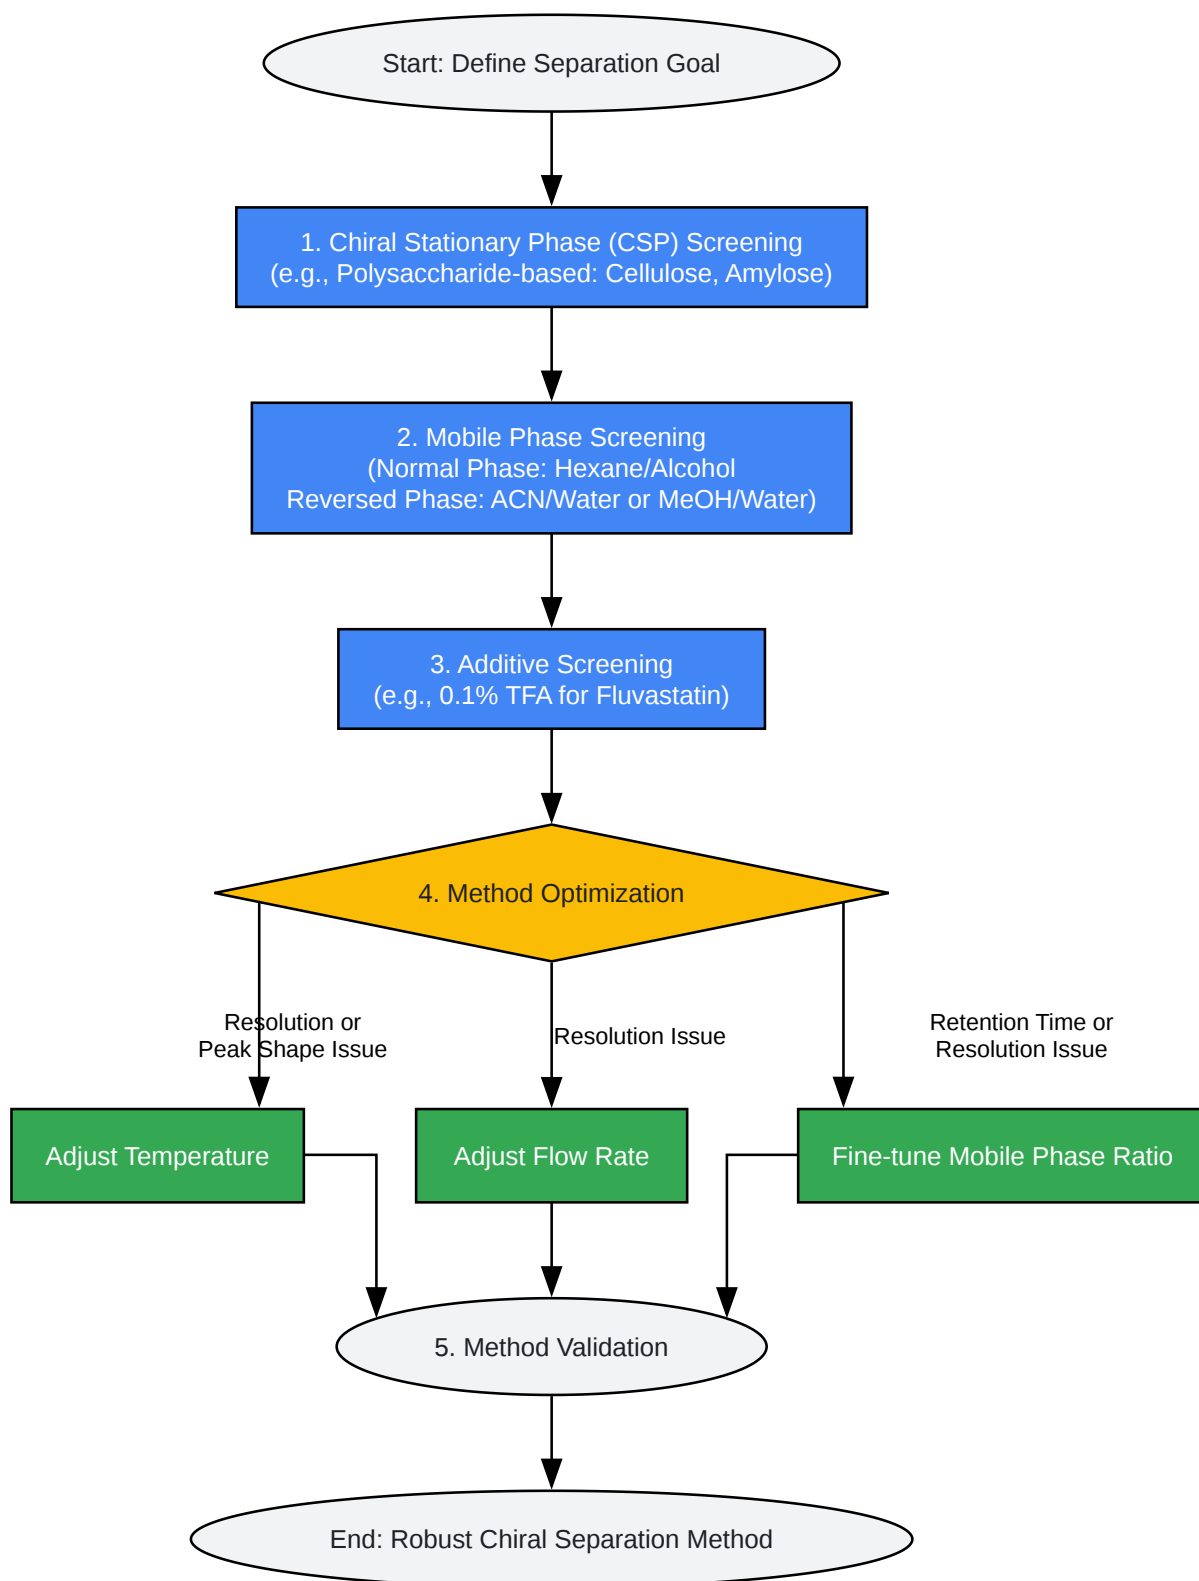 Start: Define Separation Goal
1. Chiral Stationary Phase (CSP) Screening
(e.g., Polysaccharide-based: Cellulose, Amylose)
2. Mobile Phase Screening
(Normal Phase: Hexane/Alcohol
Reversed Phase: ACN/Water or MeOH/Water)
3. Additive Screening
(e.g., 0.1% TFA for Fluvastatin)
4. Method Optimization
Resolution or
Peak Shape Issue
Resolution Issue
Retention Time or
Resolution Issue
Adjust Temperature
Adjust Flow Rate
Fine-tune Mobile Phase Ratio
5. Method Validation
End: Robust Chiral Separation Method